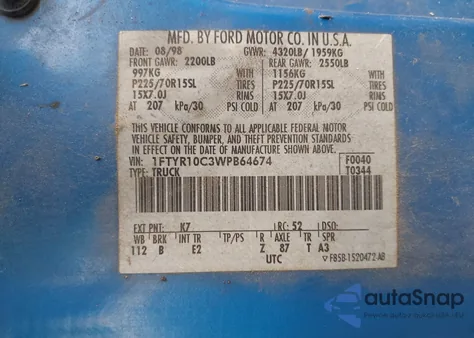 MFD. BY FORD MOTOR CO. IN U.S.A.
DATE: 08/98 GVWR: 4320LB/1959KG
FRONT GAWR: 2200LB REAR GAWR: 2550LB
997KG 1156KG WITH
P225/70R15SL WITH TIRES P225/70R15SL TIRES
15X7.0J RIMS 15X7.0J RIMS
AT 207 kPa/30 PSI COLD AT 207 kPa/30 PSI COLD
THIS VEHICLE CONFORMS TO ALL APPLICABLE FEDERAL MOTOR
VEHICLE SAFETY, BUMPER, AND THEFT PREVENTION STANDARDS
IN EFFECT ON THE DATE OF MANUFACTURE SHOWN ABOVE.
VIN: 1FTYR10C3WPB64674 F0040
TYPE: TRUCK T0344
EXT PNT: K7 RC: 52 DSO:
WB BRK INT TR TP/PS R AXLE TR SPR
112 B E2 Z 87 T A3
UTC F85B-1520472-AB
autoSnap